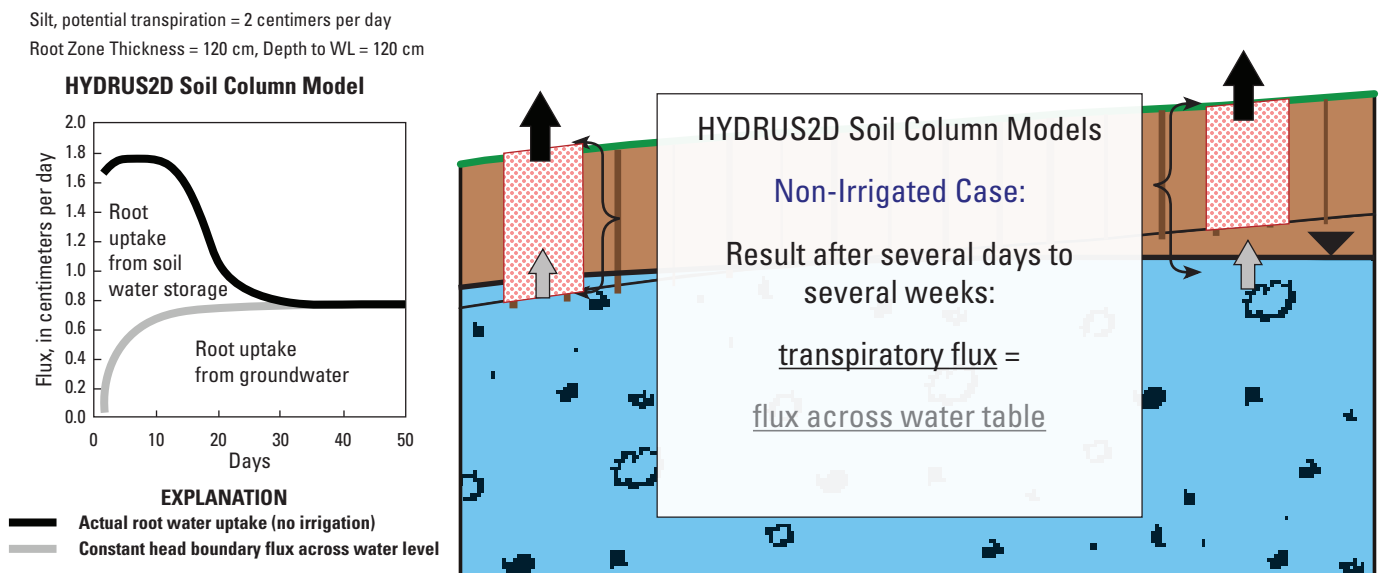 Silt, potential transpiration = 2 centimers per day
Root Zone Thickness = 120 cm, Depth to WL = 120 cm
HYDRUS2D Soil Column Model
Flux, in centimeters per day
2.0
1.8
1.6
1.4
1.2
1.0
0.8
0.6
0.4
0.2
0.0
Root
uptake
from soil
water storage
Root uptake
from groundwater
0 10 20 30 40 50
Days
EXPLANATION
Actual root water uptake (no irrigation)
Constant head boundary flux across water level
HYDRUS2D Soil Column Models
Non-Irrigated Case:
Result after several days to
several weeks:
transpiratory flux =
flux across water table